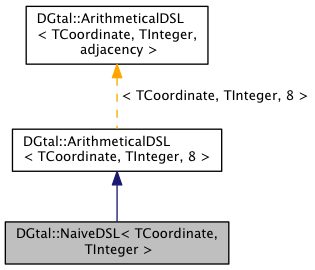 DGtal::ArithmeticalDSL
< TCoordinate, TInteger,
adjacency >
< TCoordinate, TInteger, 8 >
DGtal::ArithmeticalDSL
< TCoordinate, TInteger, 8 >
DGtal::NaiveDSL< TCoordinate,
TInteger >